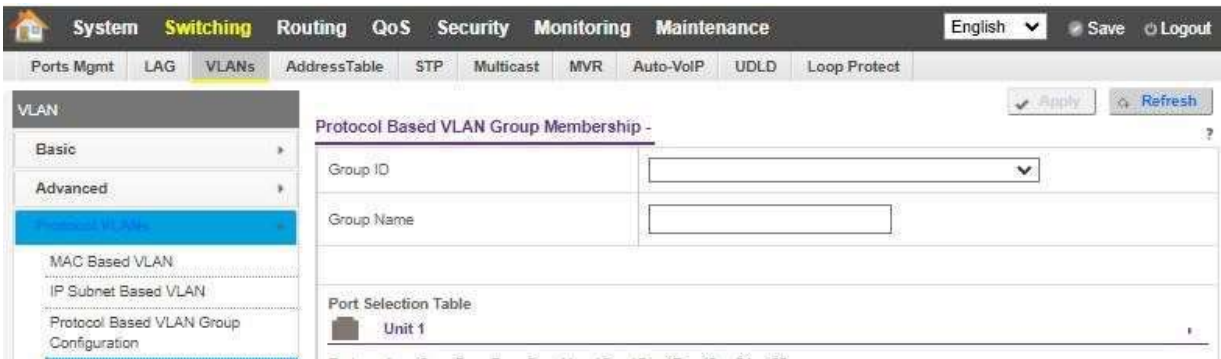 System Switching Routing QoS Security Monitoring Maintenance English Save Logout
Ports Mgmt LAG VLANs AddressTable STP Multicast MVR Auto-VoIP UDLD Loop Protect
VLAN
Basic
Advanced
Protocol VLANs
MAC Based VLAN
IP Subnet Based VLAN
Protocol Based VLAN Group
Configuration
Apply Refresh
Protocol Based VLAN Group Membership -
?
Group ID
Group Name
Port Selection Table
Unit 1